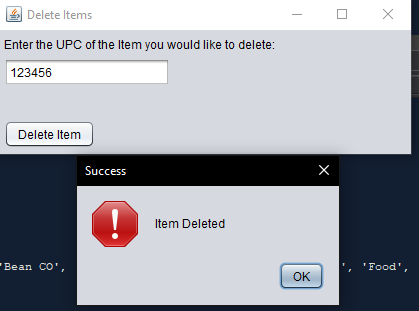 Delete Items
Enter the UPC of the Item you would like to delete:
123456
Delete Item
Success
Item Deleted
OK
'Bean CO', ', 'Food',